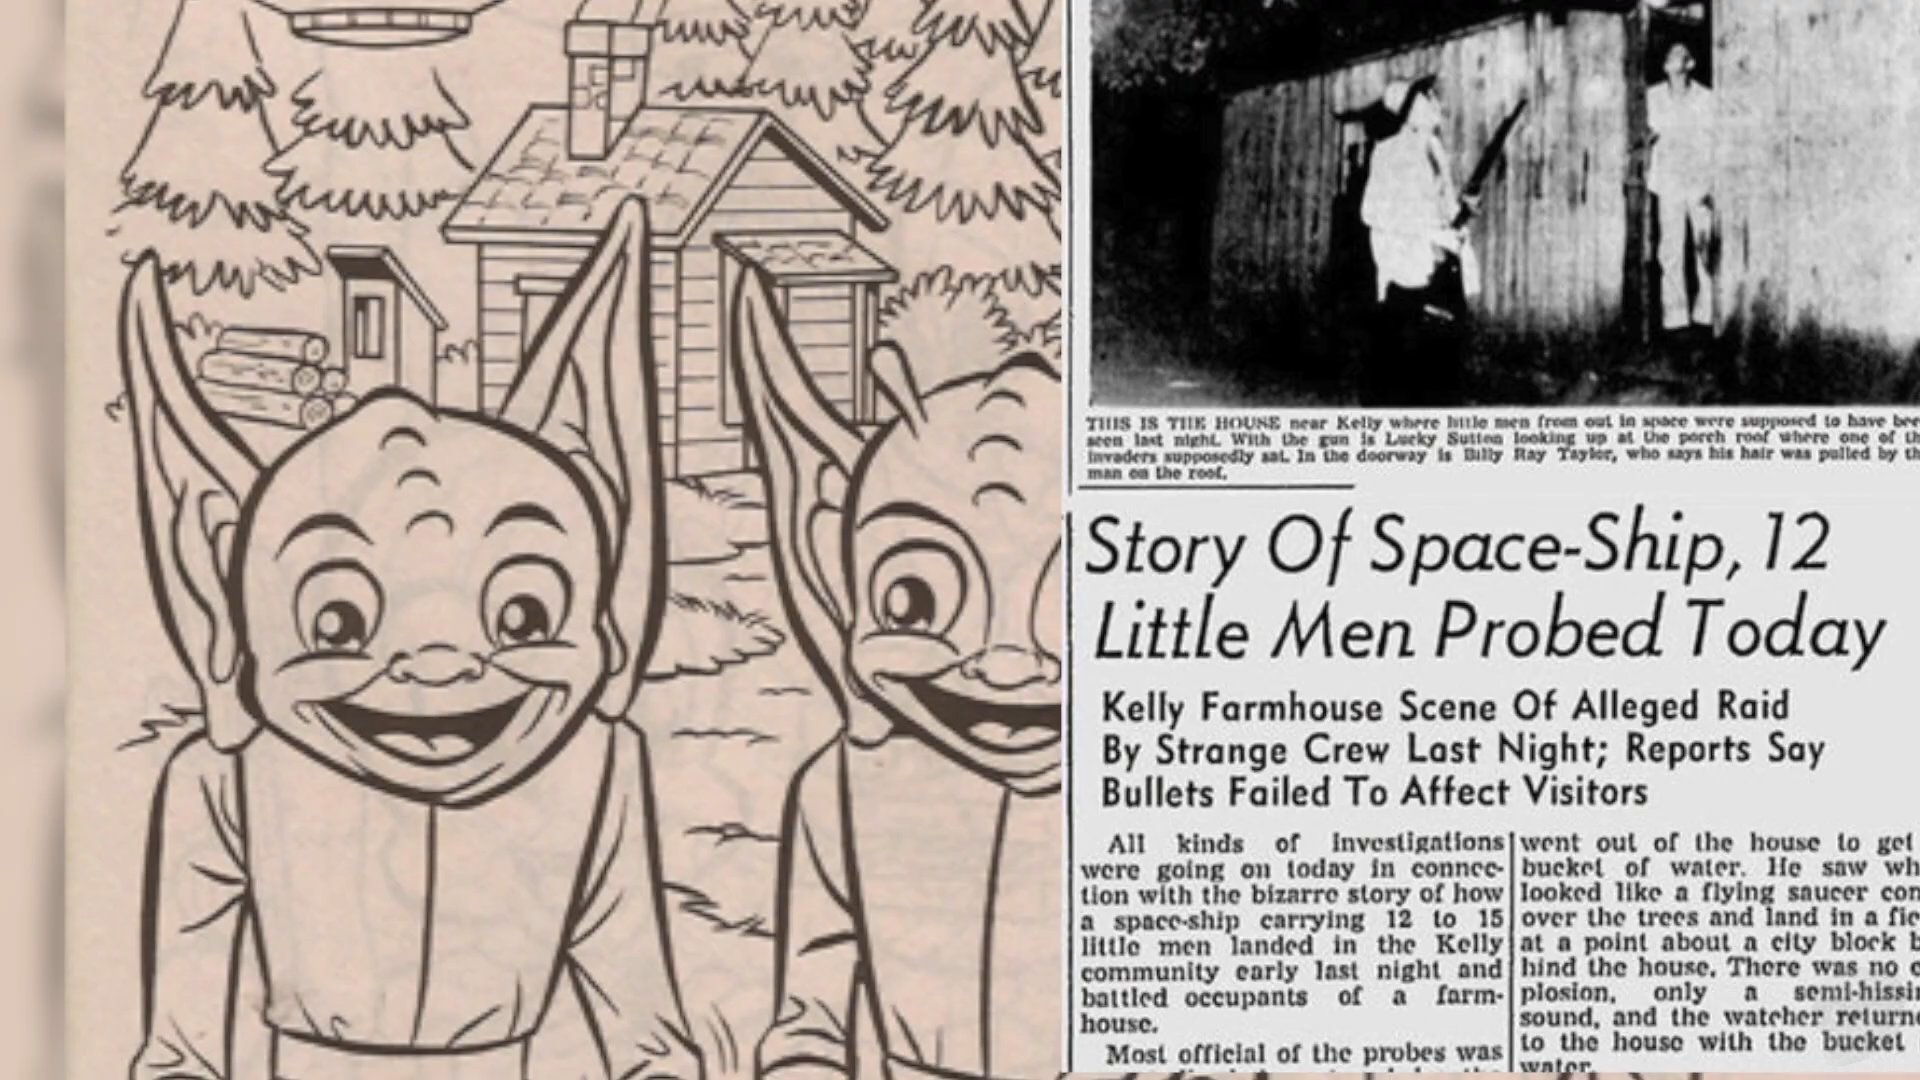 THIS IS THE HOUSE near Kelly where little men from out in space were supposed to have bee
seen last night. With the gun is Lucky Sutton looking up at the porch roof where one of th
invaders supposedly sat. In the doorway is Billy Ray Taylor, who says his hair was pulled by th
man on the roof.
Story Of Space-Ship, 12
Little Men Probed Today
Kelly Farmhouse Scene Of Alleged Raid
By Strange Crew Last Night; Reports Say
Bullets Failed To Affect Visitors
All kinds of investigations
were going on today in connec-
tion with the bizarre story of how
a space-ship carrying 12 to 15
little men landed in the Kelly
community early last night and
battled occupants of a farm-
house.
Most official of the probes was
went out of the house to get
bucket of water. He saw wh
looked like a flying saucer con
over the trees and land in a fie
at a point about a city block b
hind the house. There was no e
plosion, only a semi-hissin
sound, and the watcher returne
to the house with the bucket
water.